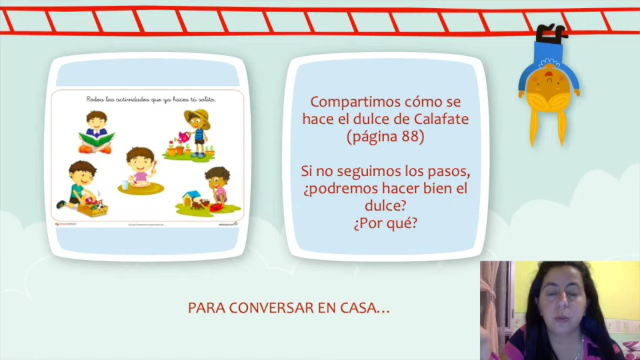 Rodea las actividades que ya haces tú solito.
Compartimos cómo se
hace el dulce de Calafate
(página 88)
Si no seguimos los pasos,
¿podremos hacer bien el
dulce?
¿Por qué?
PARA CONVERSAR EN CASA...